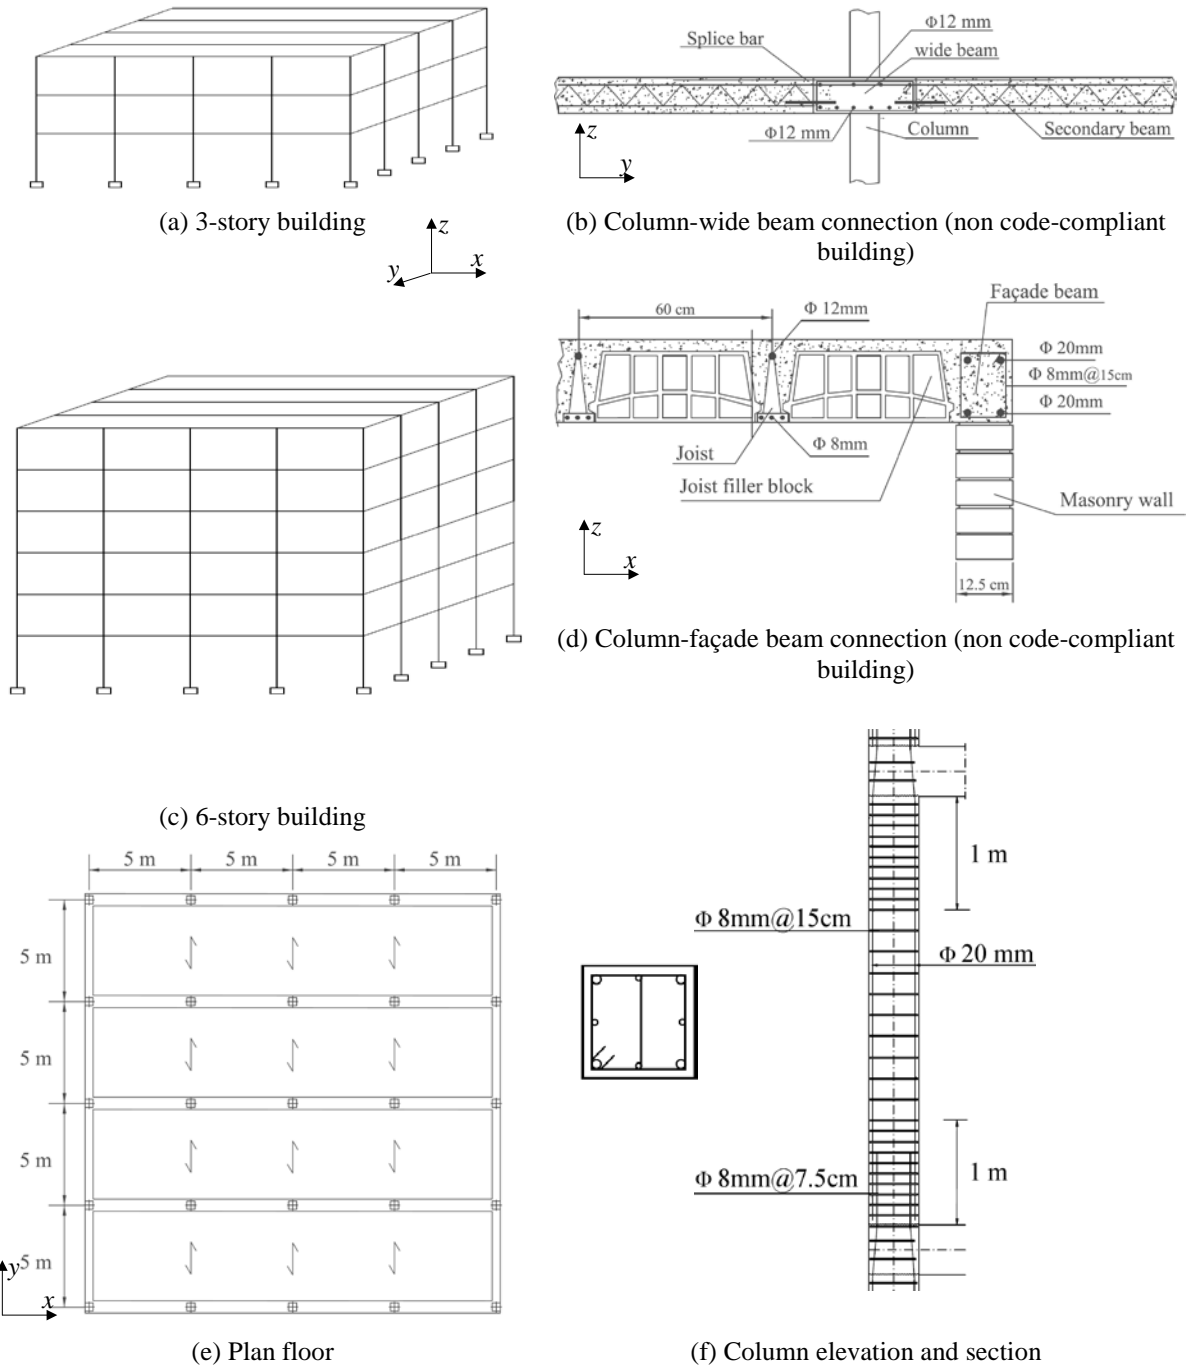 (a) 3-story building
z
y
x
Φ12 mm
Splice bar
wide beam
Φ12 mm
Column
Secondary beam
z
y
(b) Column-wide beam connection (non code-compliant
building)
(c) 6-story building
Façade beam
60 cm
Φ 12mm
Φ 20mm
Φ 8mm@15cm
Φ 20mm
Φ 8mm
Joist
Joist filler block
Masonry wall
z
x
12.5 cm
(d) Column-façade beam connection (non code-compliant
building)
5 m
5 m
5 m
5 m
5 m
5 m
5 m
5 m
y
x
(e) Plan floor
1 m
Φ 8mm@15cm
Φ 20 mm
Φ 8mm@7.5cm
1 m
(f) Column elevation and section